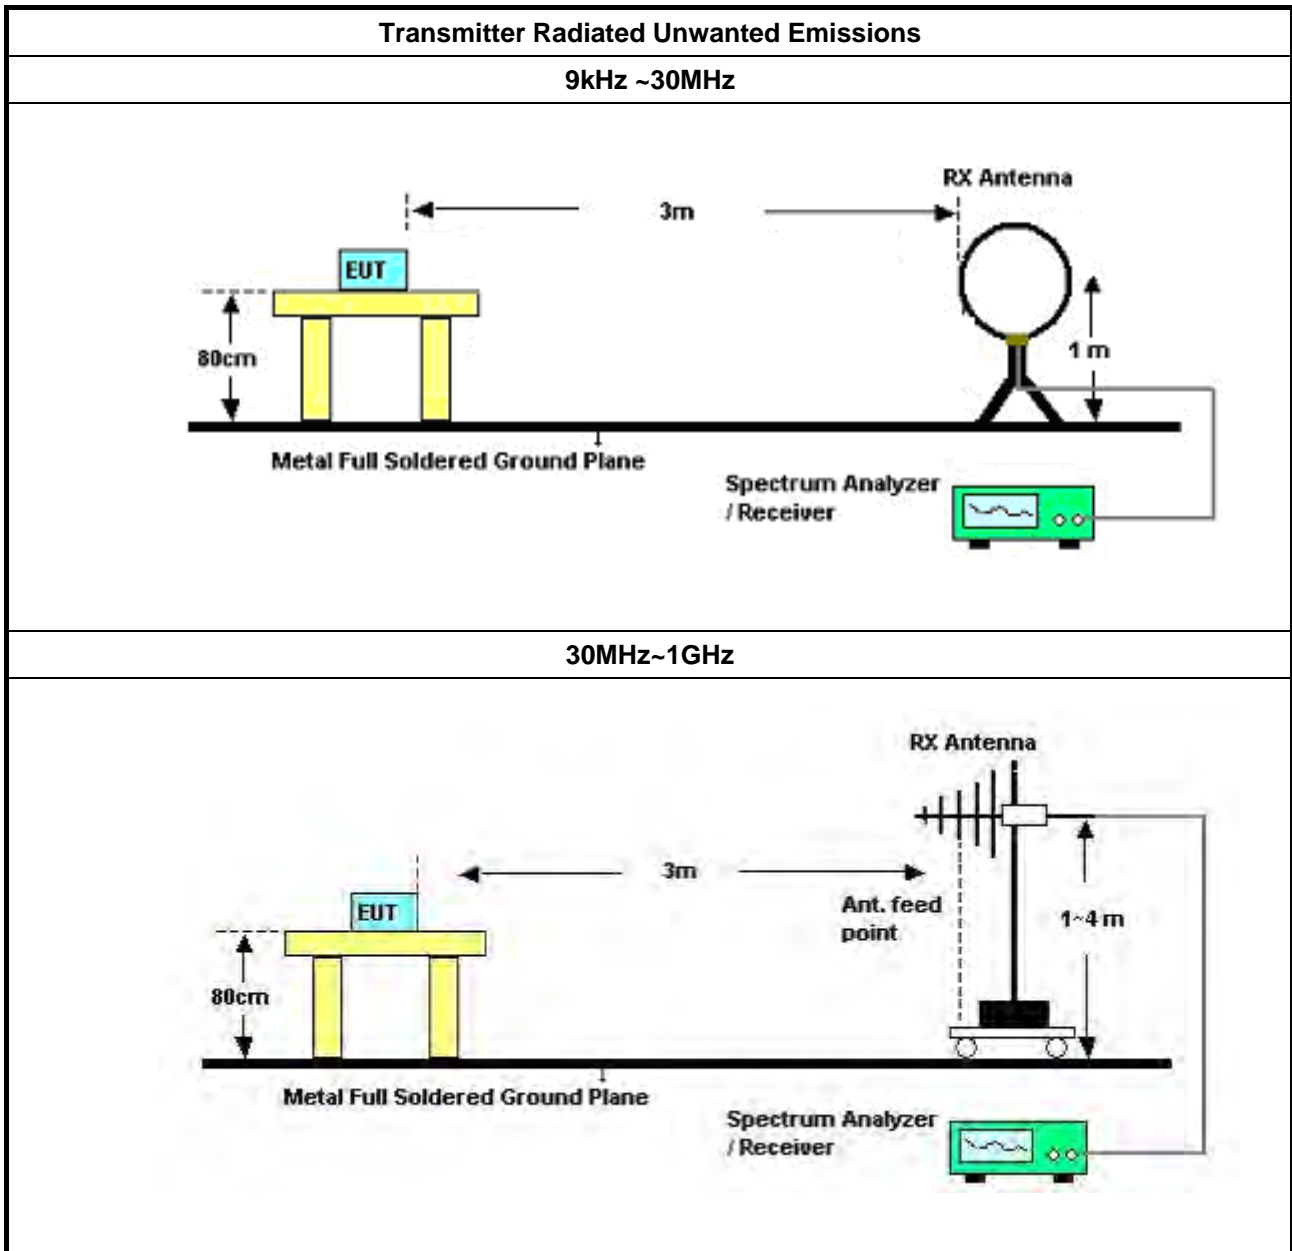 Transmitter Radiated Unwanted Emissions
9kHz ~30MHz
RX Antenna
3m
EUT
80cm
1 m
Metal Full Soldered Ground Plane
Spectrum Analyzer
/ Receiver
30MHz~1GHz
RX Antenna
3m
Ant. feed
point
1~4 m
EUT
80cm
Metal Full Soldered Ground Plane
Spectrum Analyzer
/ Receiver